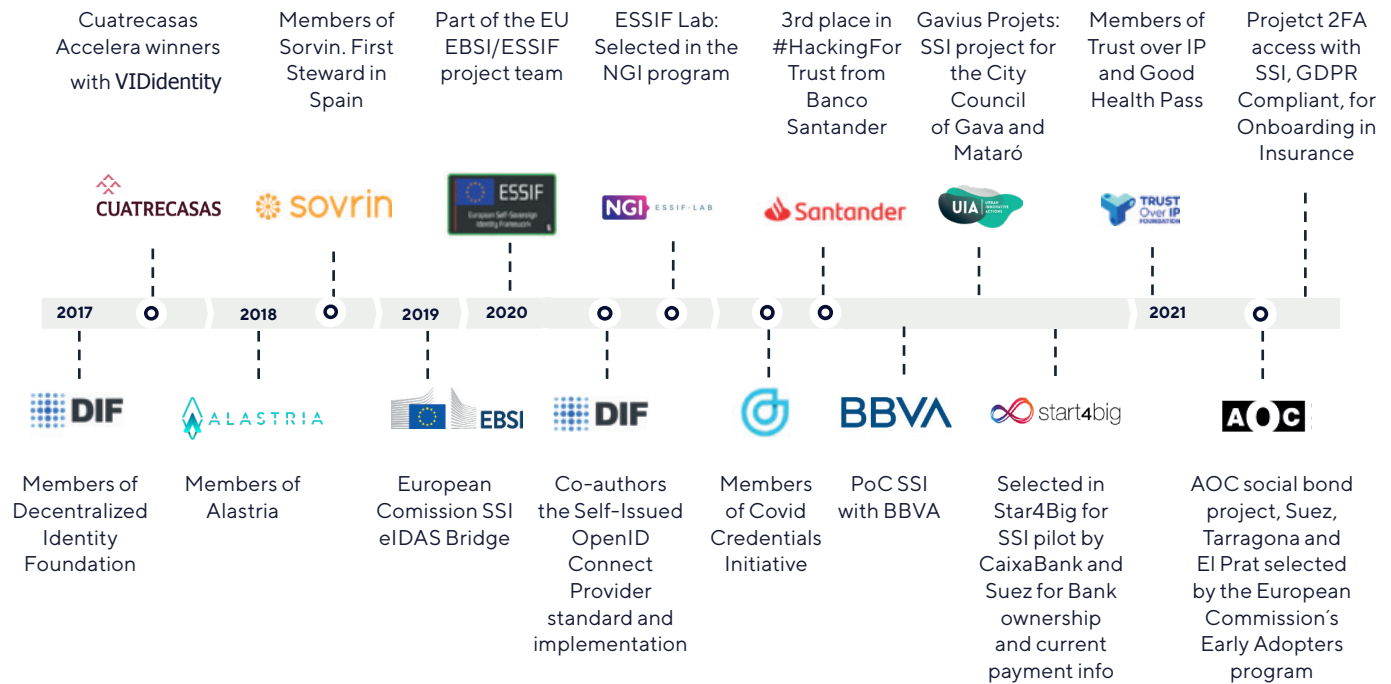 Cuatrecasas
Accelera winners
with VIDidentity
Members of
Sorvin. First
Steward in
Spain
Part of the EU
EBSI/ESSIF
project team
ESSIF Lab:
Selected in the
NGI program
3rd place in
#HackingFor
Trust from
Banco
Santander
Gavius Projets:
SSI project for
the City
Council
of Gava and
Mataró
Members of
Trust over IP
and Good
Health Pass
Projetct 2FA
access with
SSI, GDPR
Compliant, for
Onboarding in
Insurance
CUATRECASAS
sovrin
ESSIF
European Self-Sovereign
Identity Framework
NGI ESSIF-LAB
Santander
UIA URBAN
INNOVATIVE
ACTIONS
TRUST
Over IP
FOUNDATION
2017
2018
2019
2020
2021
DIF
ALASTRIA
EBSI
DIF
BBVA
start4big
AOC
Members of
Decentralized
Identity
Foundation
Members of
Alastria
European
Comission SSI
eIDAS Bridge
Co-authors
the Self-Issued
OpenID
Connect
Provider
standard and
implementation
Members
of Covid
Credentials
Initiative
PoC SSI
with BBVA
Selected in
Star4Big for
SSI pilot by
CaixaBank and
Suez for Bank
ownership
and current
payment info
AOC social bond
project, Suez,
Tarragona and
El Prat selected
by the European
Commission´s
Early Adopters
program